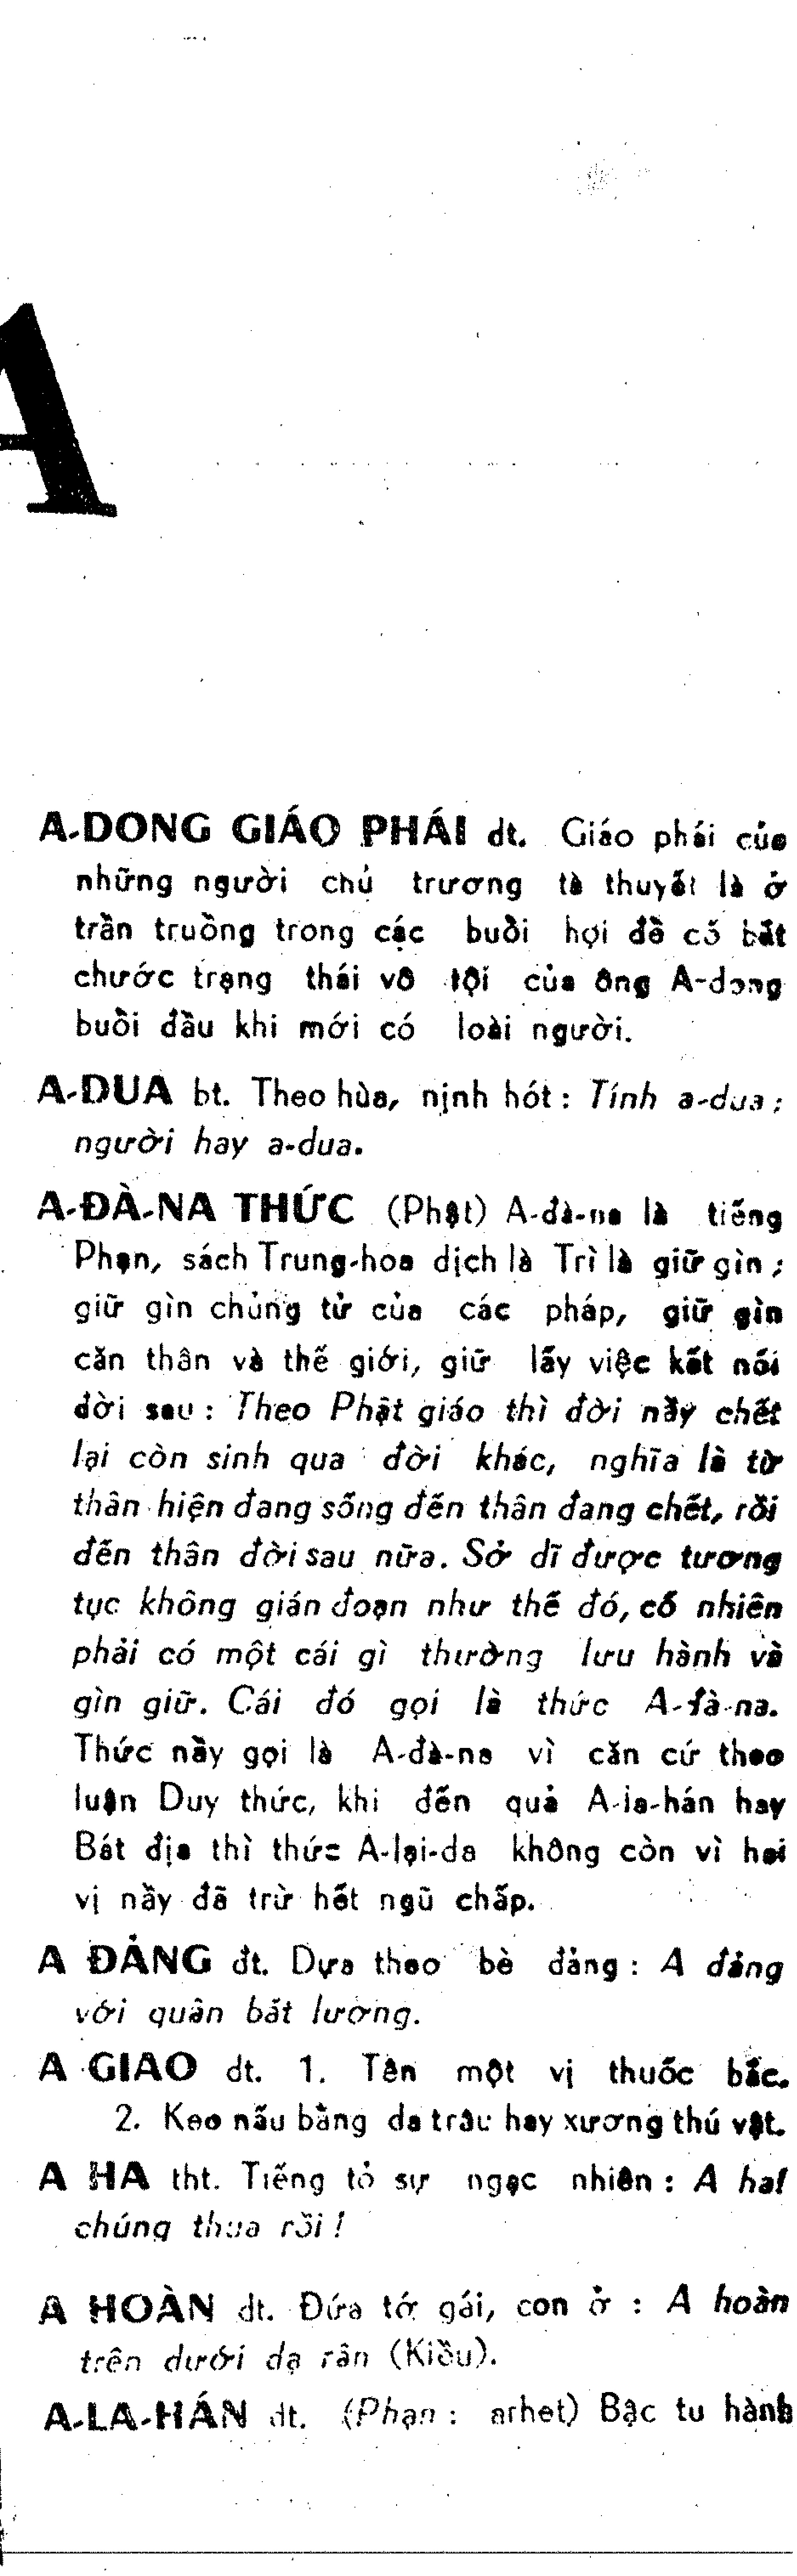 A
A-DONG GIÁO PHÁI dt. Giáo phái của
những người chủ trương tà thuyết là ở
trần truồng trong các buổi hội để cố bắt
chước trạng thái vô tội của ông A-dong
buổi đầu khi mới có loài người.
A-DUA bt. Theo hùa, nịnh hót : Tính a-dua ;
người hay a-dua.
A-ĐÀ-NA THỨC (Phật) A-đà-na là tiếng
Phạn, sách Trung-hoa dịch là Trì là giữ gìn ;
giữ gìn chủng tử của các pháp, giữ gìn
căn thân và thế giới, giữ lấy việc kết nối
đời sau : Theo Phật giáo thì đời nầy chết
lại còn sinh qua đời khác, nghĩa là từ
thân hiện đang sống đến thân đang chết, rồi
đến thân đời sau nữa. Sở dĩ được tương
tục không gián đoạn như thế đó, cố nhiên
phải có một cái gì thường lưu hành và
gìn giữ. Cái đó gọi là thức A-đà-na.
Thức nầy gọi là A-đà-na vì căn cứ theo
luận Duy thức, khi đến quả A-la-hán hay
Bát địa thì thức A-lại-da không còn vì hai
vị nầy đã trừ hết ngũ chấp.
A ĐẢNG đt. Dựa theo bè đảng : A đảng
với quân bất lương.
A GIAO dt. 1. Tên một vị thuốc bắc.
2. Keo nấu bằng da trâu hay xương thú vật.
A HA tht. Tiếng tỏ sự ngạc nhiên : A ha!
chúng thua rồi !
A HOÀN dt. Đứa tớ gái, con ở : A hoàn
trên dưới dạ rân (Kiều).
A-LA-HÁN dt. (Phạn : arhet) Bậc tu hành